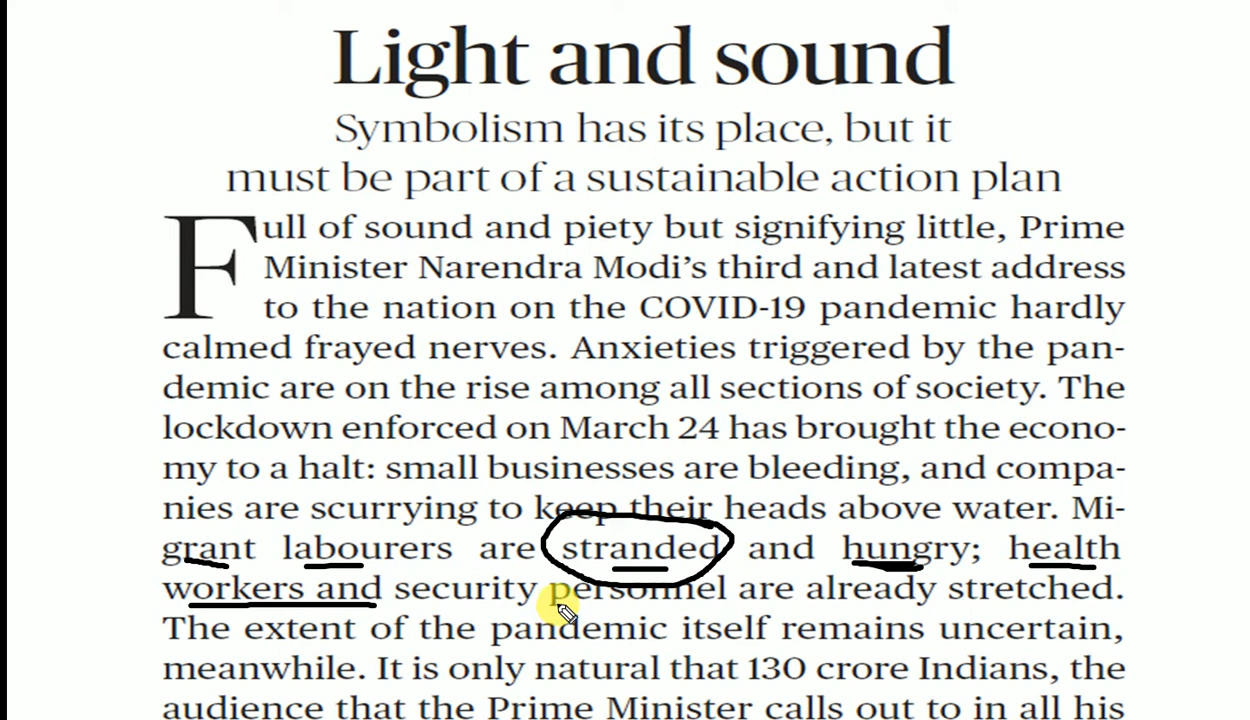 Light and sound
Symbolism has its place, but it
must be part of a sustainable action plan
Full of sound and piety but signifying little, Prime
Minister Narendra Modi’s third and latest address
to the nation on the COVID-19 pandemic hardly
calmed frayed nerves. Anxieties triggered by the pan-
demic are on the rise among all sections of society. The
lockdown enforced on March 24 has brought the econo-
my to a halt: small businesses are bleeding, and compa-
nies are scurrying to keep their heads above water. Mi-
grant labourers are stranded and hungry; health
workers and security personnel are already stretched.
The extent of the pandemic itself remains uncertain,
meanwhile. It is only natural that 130 crore Indians, the
audience that the Prime Minister calls out to in all his